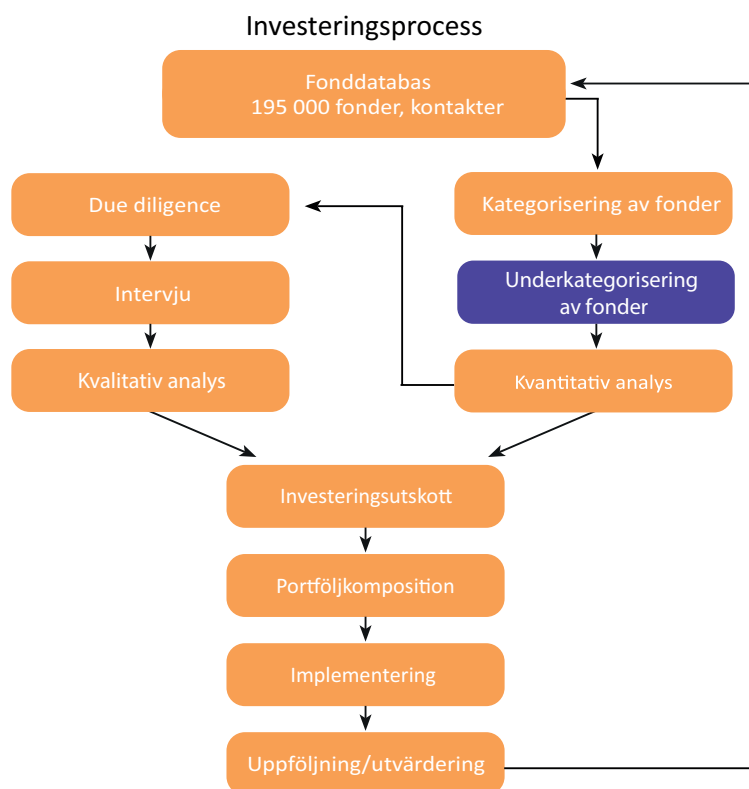 Investeringsprocess
Fonddatabas
195 000 fonder, kontakter
Kategorisering av fonder
Underkategorisering
av fonder
Kvantitativ analys
Due diligence
Intervju
Kvalitativ analys
Investeringsutskott
Portföljkomposition
Implementering
Uppföljning/utvärdering